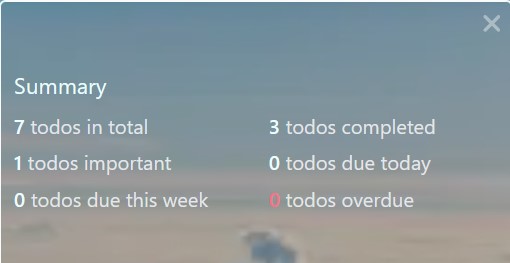 Summary
7 todos in total
3 todos completed
1 todos important
0 todos due today
0 todos due this week
0 todos overdue